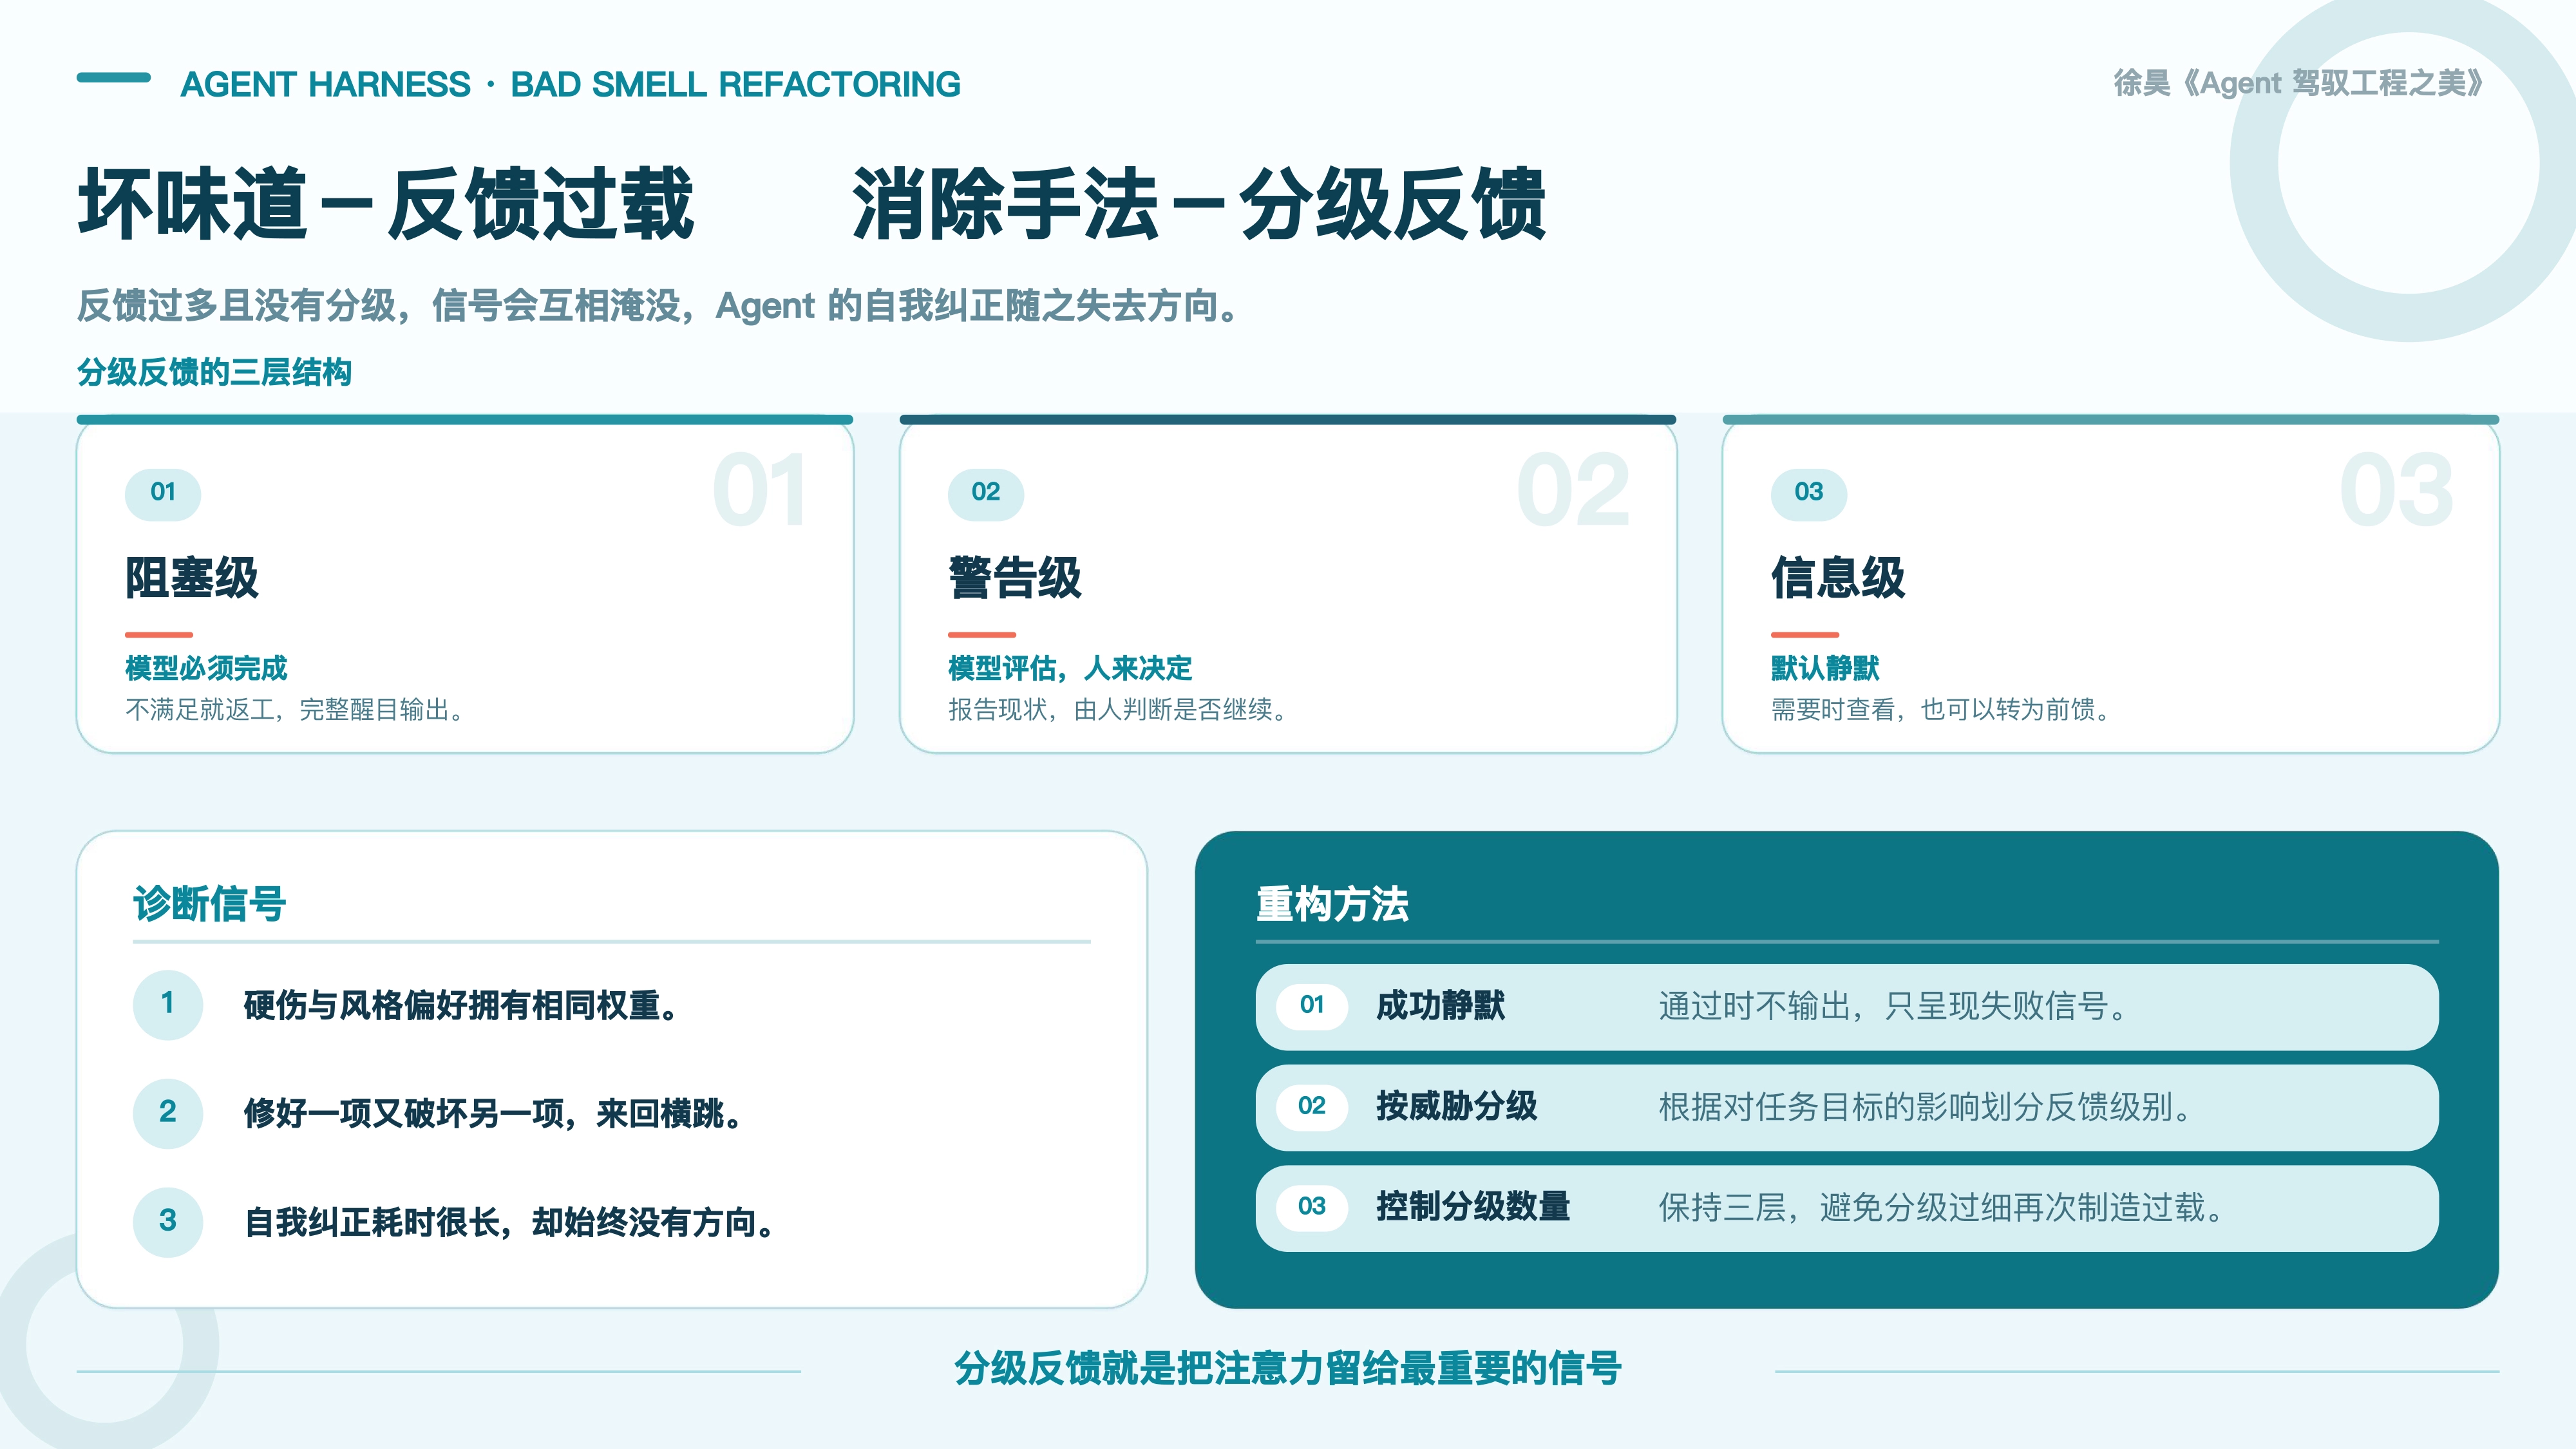 AGENT HARNESS · BAD SMELL REFACTORING
徐昊《Agent 驾驭工程之美》
坏味道－反馈过载　　消除手法－分级反馈
反馈过多且没有分级，信号会互相淹没，Agent 的自我纠正随之失去方向。
分级反馈的三层结构
01
01
阻塞级
模型必须完成
不满足就返工，完整醒目输出。
02
02
警告级
模型评估，人来决定
报告现状，由人判断是否继续。
03
03
信息级
默认静默
需要时查看，也可以转为前馈。
诊断信号
1 硬伤与风格偏好拥有相同权重。
2 修好一项又破坏另一项，来回横跳。
3 自我纠正耗时很长，却始终没有方向。
重构方法
01 成功静默 通过时不输出，只呈现失败信号。
02 按威胁分级 根据对任务目标的影响划分反馈级别。
03 控制分级数量 保持三层，避免分级过细再次制造过载。
分级反馈就是把注意力留给最重要的信号